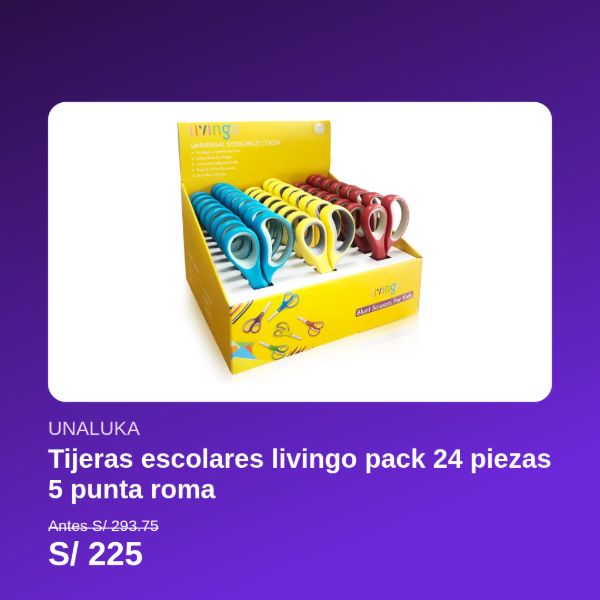 livingo
UNIVERSAL SCISSORS,5"/13CM
livingo
Blunt Scissors For Kids
UNALUKA
Tijeras escolares livingo pack 24 piezas
5 punta roma
Antes S/ 293.75
S/ 225